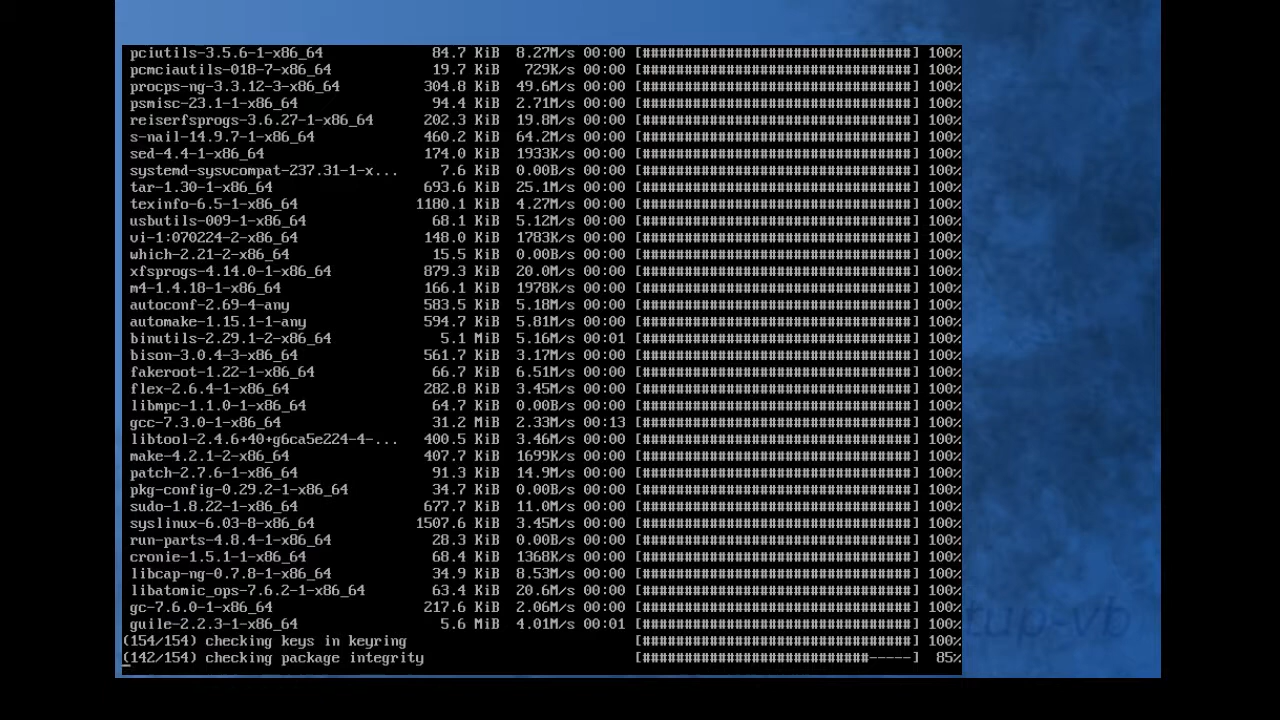 pciutils-3.5.6-1-x86_64 84.7 KiB 8.27M/s 00:00 [################################] 100%
pcmciautils-018-7-x86_64 19.7 KiB 729K/s 00:00 [################################] 100%
procps-ng-3.3.12-3-x86_64 304.8 KiB 49.6M/s 00:00 [################################] 100%
psmisc-23.1-1-x86_64 94.4 KiB 2.71M/s 00:00 [################################] 100%
reiserfsprogs-3.6.27-1-x86_64 202.3 KiB 19.8M/s 00:00 [################################] 100%
s-nail-14.9.7-1-x86_64 460.2 KiB 64.2M/s 00:00 [################################] 100%
sed-4.4-1-x86_64 174.0 KiB 1933K/s 00:00 [################################] 100%
systemd-sysvcompat-237.31-1-x... 7.6 KiB 0.00B/s 00:00 [################################] 100%
tar-1.30-1-x86_64 693.6 KiB 25.1M/s 00:00 [################################] 100%
texinfo-6.5-1-x86_64 1180.1 KiB 4.27M/s 00:00 [################################] 100%
usbutils-009-1-x86_64 68.1 KiB 5.12M/s 00:00 [################################] 100%
vi-1:070224-2-x86_64 148.0 KiB 1783K/s 00:00 [################################] 100%
which-2.21-2-x86_64 15.5 KiB 0.00B/s 00:00 [################################] 100%
xfsprogs-4.14.0-1-x86_64 879.3 KiB 20.0M/s 00:00 [################################] 100%
m4-1.4.18-1-x86_64 166.1 KiB 1978K/s 00:00 [################################] 100%
autoconf-2.69-4-any 583.5 KiB 5.18M/s 00:00 [################################] 100%
automake-1.15.1-1-any 594.7 KiB 5.81M/s 00:00 [################################] 100%
binutils-2.29.1-2-x86_64 5.1 MiB 5.16M/s 00:01 [################################] 100%
bison-3.0.4-3-x86_64 561.7 KiB 3.17M/s 00:00 [################################] 100%
fakeroot-1.22-1-x86_64 66.7 KiB 6.51M/s 00:00 [################################] 100%
flex-2.6.4-1-x86_64 282.8 KiB 3.45M/s 00:00 [################################] 100%
libmpc-1.1.0-1-x86_64 64.7 KiB 0.00B/s 00:00 [################################] 100%
gcc-7.3.0-1-x86_64 31.2 MiB 2.33M/s 00:13 [################################] 100%
libtool-2.4.6+40+g6ca5e224-4-... 400.5 KiB 3.46M/s 00:00 [################################] 100%
make-4.2.1-2-x86_64 407.7 KiB 1699K/s 00:00 [################################] 100%
patch-2.7.6-1-x86_64 91.3 KiB 14.9M/s 00:00 [################################] 100%
pkg-config-0.29.2-1-x86_64 34.7 KiB 0.00B/s 00:00 [################################] 100%
sudo-1.8.22-1-x86_64 677.7 KiB 11.0M/s 00:00 [################################] 100%
syslinux-6.03-8-x86_64 1507.6 KiB 3.45M/s 00:00 [################################] 100%
run-parts-4.8.4-1-x86_64 28.3 KiB 0.00B/s 00:00 [################################] 100%
cronie-1.5.1-1-x86_64 68.4 KiB 1368K/s 00:00 [################################] 100%
libcap-ng-0.7.8-1-x86_64 34.9 KiB 8.53M/s 00:00 [################################] 100%
libatomic_ops-7.6.2-1-x86_64 63.4 KiB 20.6M/s 00:00 [################################] 100%
gc-7.6.0-1-x86_64 217.6 KiB 2.06M/s 00:00 [################################] 100%
guile-2.2.3-1-x86_64 5.6 MiB 4.01M/s 00:01 [################################] 100%
(154/154) checking keys in keyring [################################] 100%
(142/154) checking package integrity [###########################-----] 85%
tup-vb